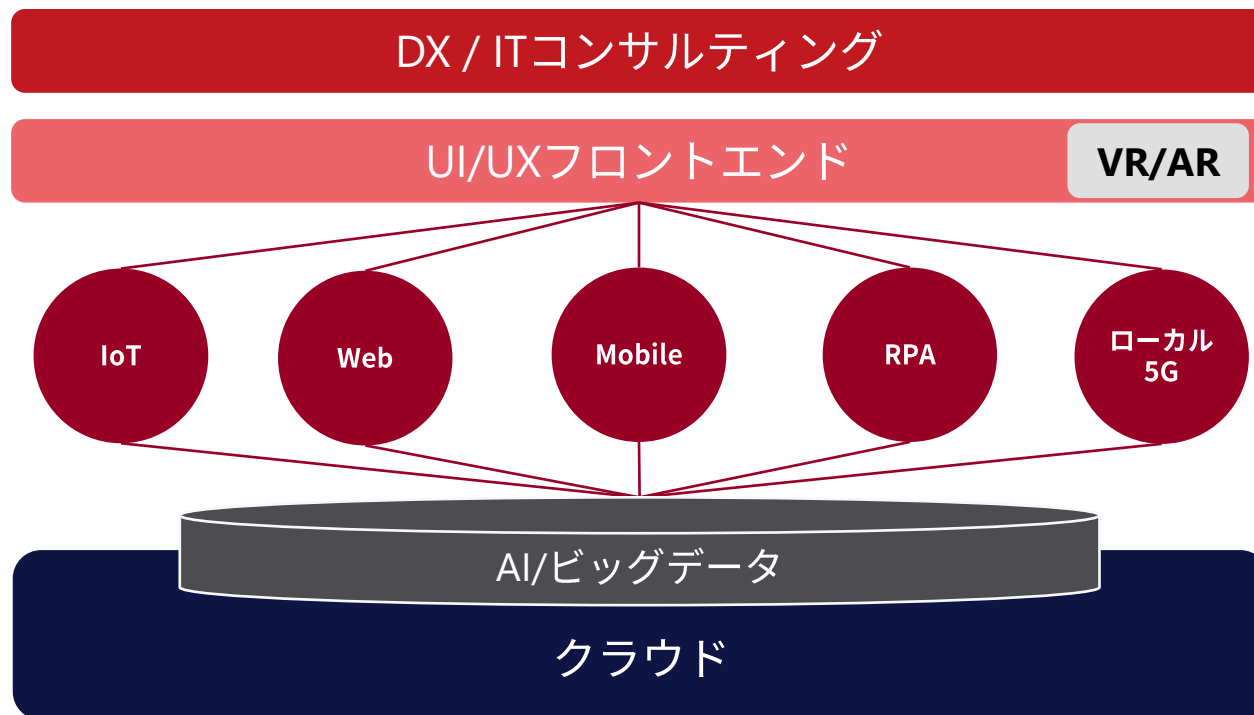 DX / ITコンサルティング
UI/UXフロントエンド
VR/AR
IoT
Web
Mobile
RPA
ローカル
5G
AI/ビッグデータ
クラウド